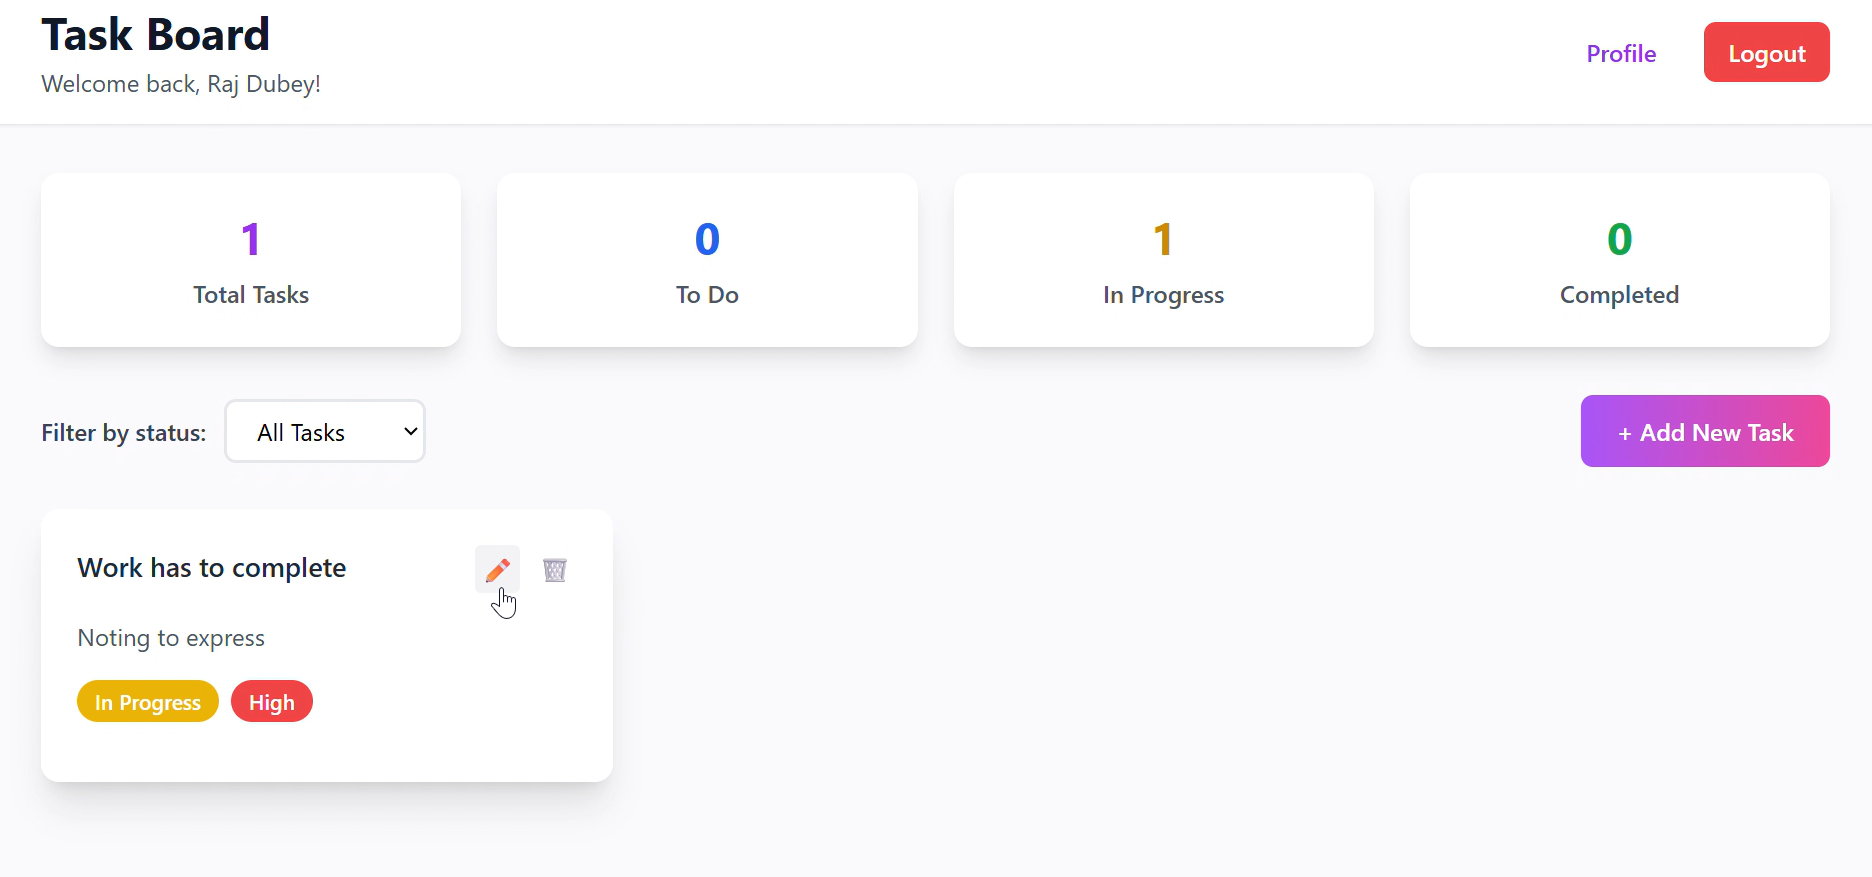 Task Board
Welcome back, Raj Dubey!
Profile
Logout
1
Total Tasks
0
To Do
1
In Progress
0
Completed
Filter by status:
All Tasks
+ Add New Task
Work has to complete
Noting to express
In Progress
High